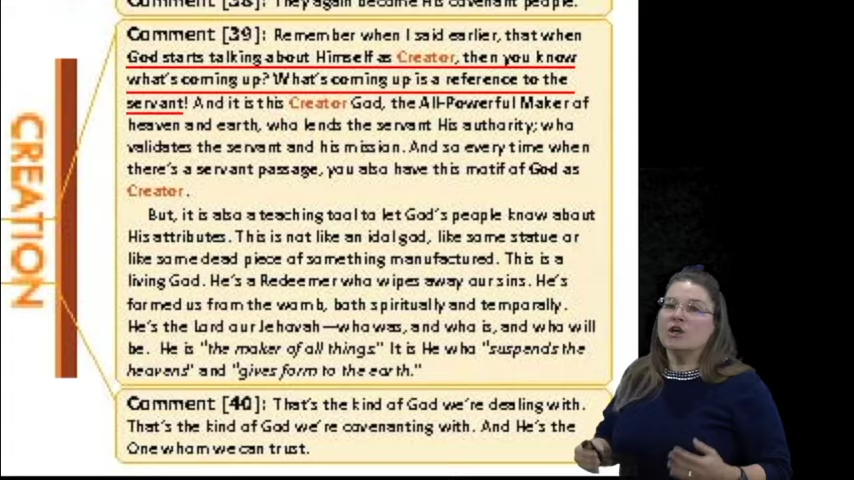 Comment [38]: They again become His covenant people.
Comment [39]: Remember when I said earlier, that when
God starts talking about Himself as Creator, then you know
what's coming up? What's coming up is a reference to the
servant! And it is this Creator God, the All-Powerful Maker of
heaven and earth, who lends the servant His authority; who
validates the servant and his mission. And so every time when
there's a servant passage, you also have this motif of God as
Creator.
But, it is also a teaching tool to let God's people know about
His attributes. This is not like an idol god, like some statue or
like some dead piece of something manufactured. This is a
living God. He's a Redeemer who wipes away our sins. He's
formed us from the womb, both spiritually and temporally.
He's the Lord our Jehovah—who was, and who is, and who will
be. He is "the maker of all things." It is He who "suspends the
heavens" and "gives form to the earth."
Comment [40]: That's the kind of God we're dealing with.
That's the kind of God we're covenanting with. And He's the
One whom we can trust.
CREATION